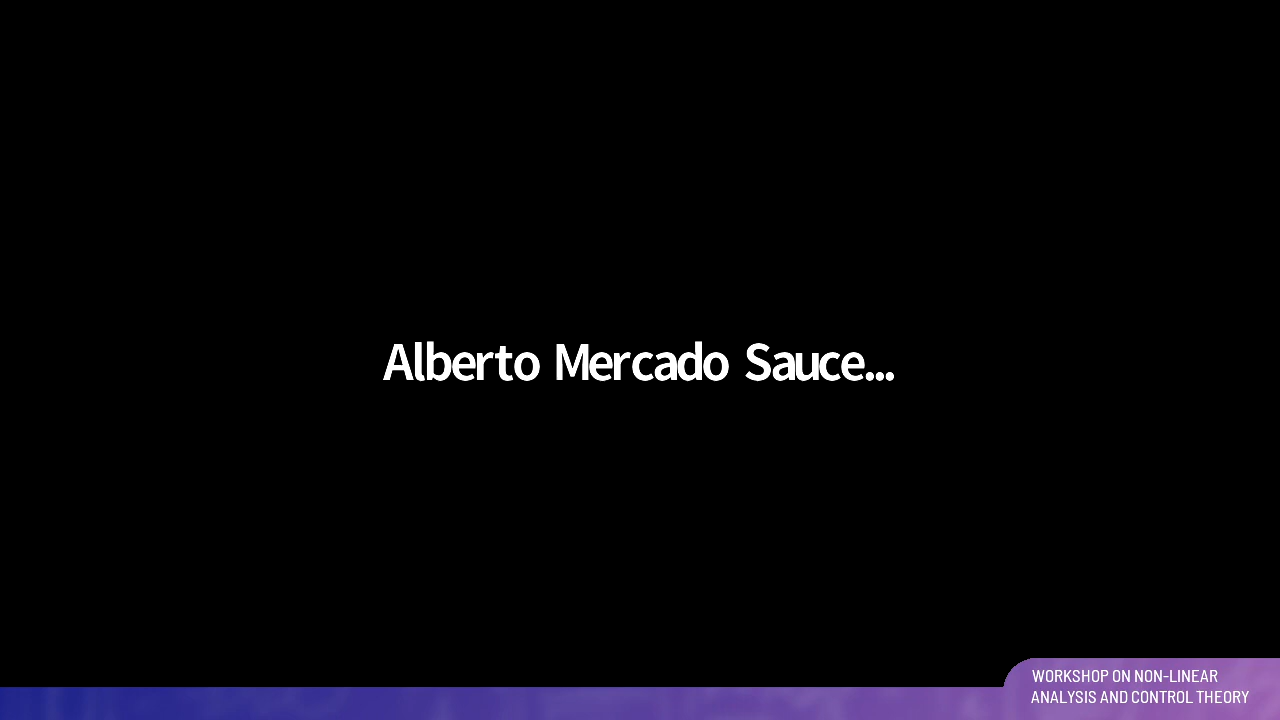 Alberto Mercado Sauce...
WORKSHOP ON NON-LINEAR
ANALYSIS AND CONTROL THEORY